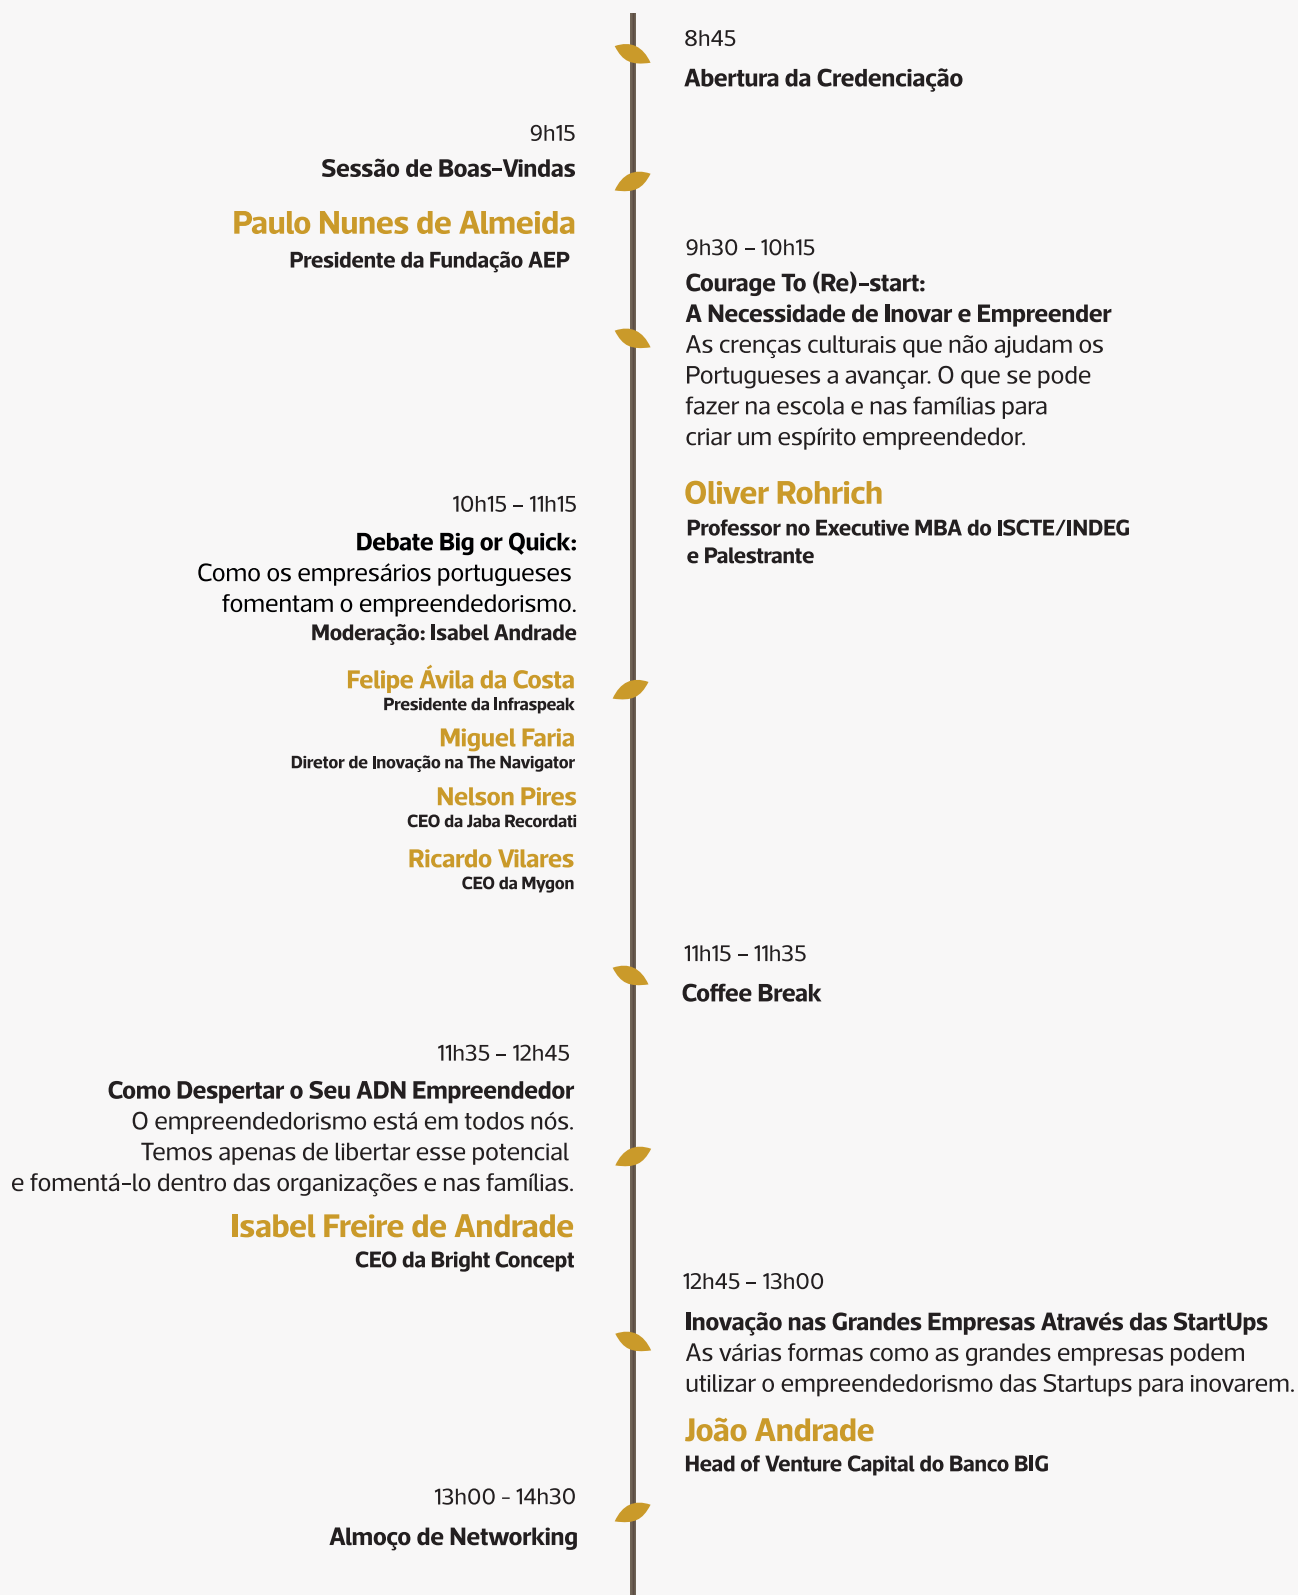 8h45
Abertura da Credenciação
9h15
Sessão de Boas-Vindas
Paulo Nunes de Almeida
Presidente da Fundação AEP
9h30 – 10h15
Courage To (Re)-start:
A Necessidade de Inovar e Empreender
As crenças culturais que não ajudam os
Portugueses a avançar. O que se pode
fazer na escola e nas famílias para
criar um espírito empreendedor.
Oliver Rohrich
Professor no Executive MBA do ISCTE/INDEG
e Palestrante
10h15 – 11h15
Debate Big or Quick:
Como os empresários portugueses
fomentam o empreendedorismo.
Moderação: Isabel Andrade
Felipe Ávila da Costa
Presidente da Infraspeak
Miguel Faria
Diretor de Inovação na The Navigator
Nelson Pires
CEO da Jaba Recordati
Ricardo Vilares
CEO da Mygon
11h15 – 11h35
Coffee Break
11h35 – 12h45
Como Despertar o Seu ADN Empreendedor
O empreendedorismo está em todos nós.
Temos apenas de libertar esse potencial
e fomentá-lo dentro das organizações e nas famílias.
Isabel Freire de Andrade
CEO da Bright Concept
12h45 – 13h00
Inovação nas Grandes Empresas Através das StartUps
As várias formas como as grandes empresas podem
utilizar o empreendedorismo das Startups para inovarem.
João Andrade
Head of Venture Capital do Banco BIG
13h00 - 14h30
Almoço de Networking